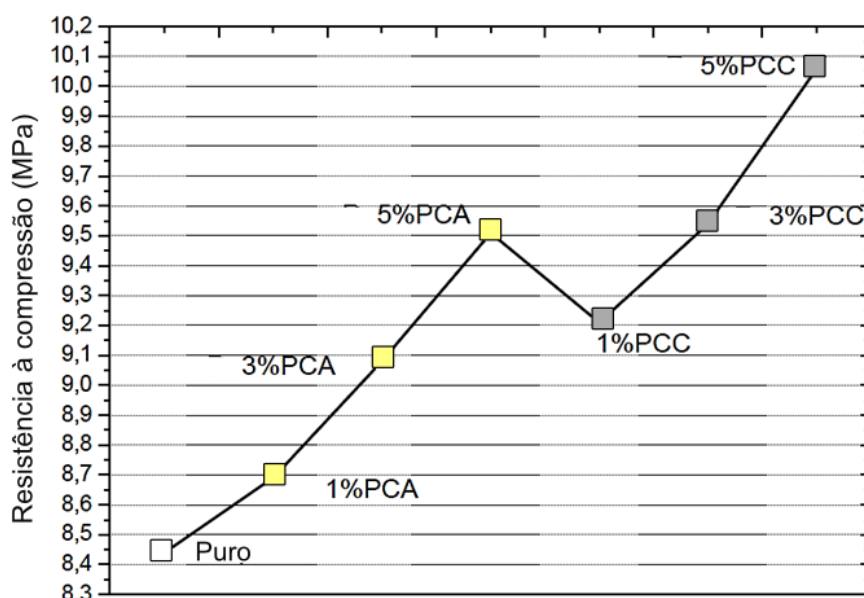 Resistência à compressão (MPa)
10,2
10,1
10,0
9,9
9,8
9,7
9,6
9,5
9,4
9,3
9,2
9,1
9,0
8,9
8,8
8,7
8,6
8,5
8,4
8,3
5%PCC
5%PCA
3%PCC
1%PCC
3%PCA
1%PCA
Puro